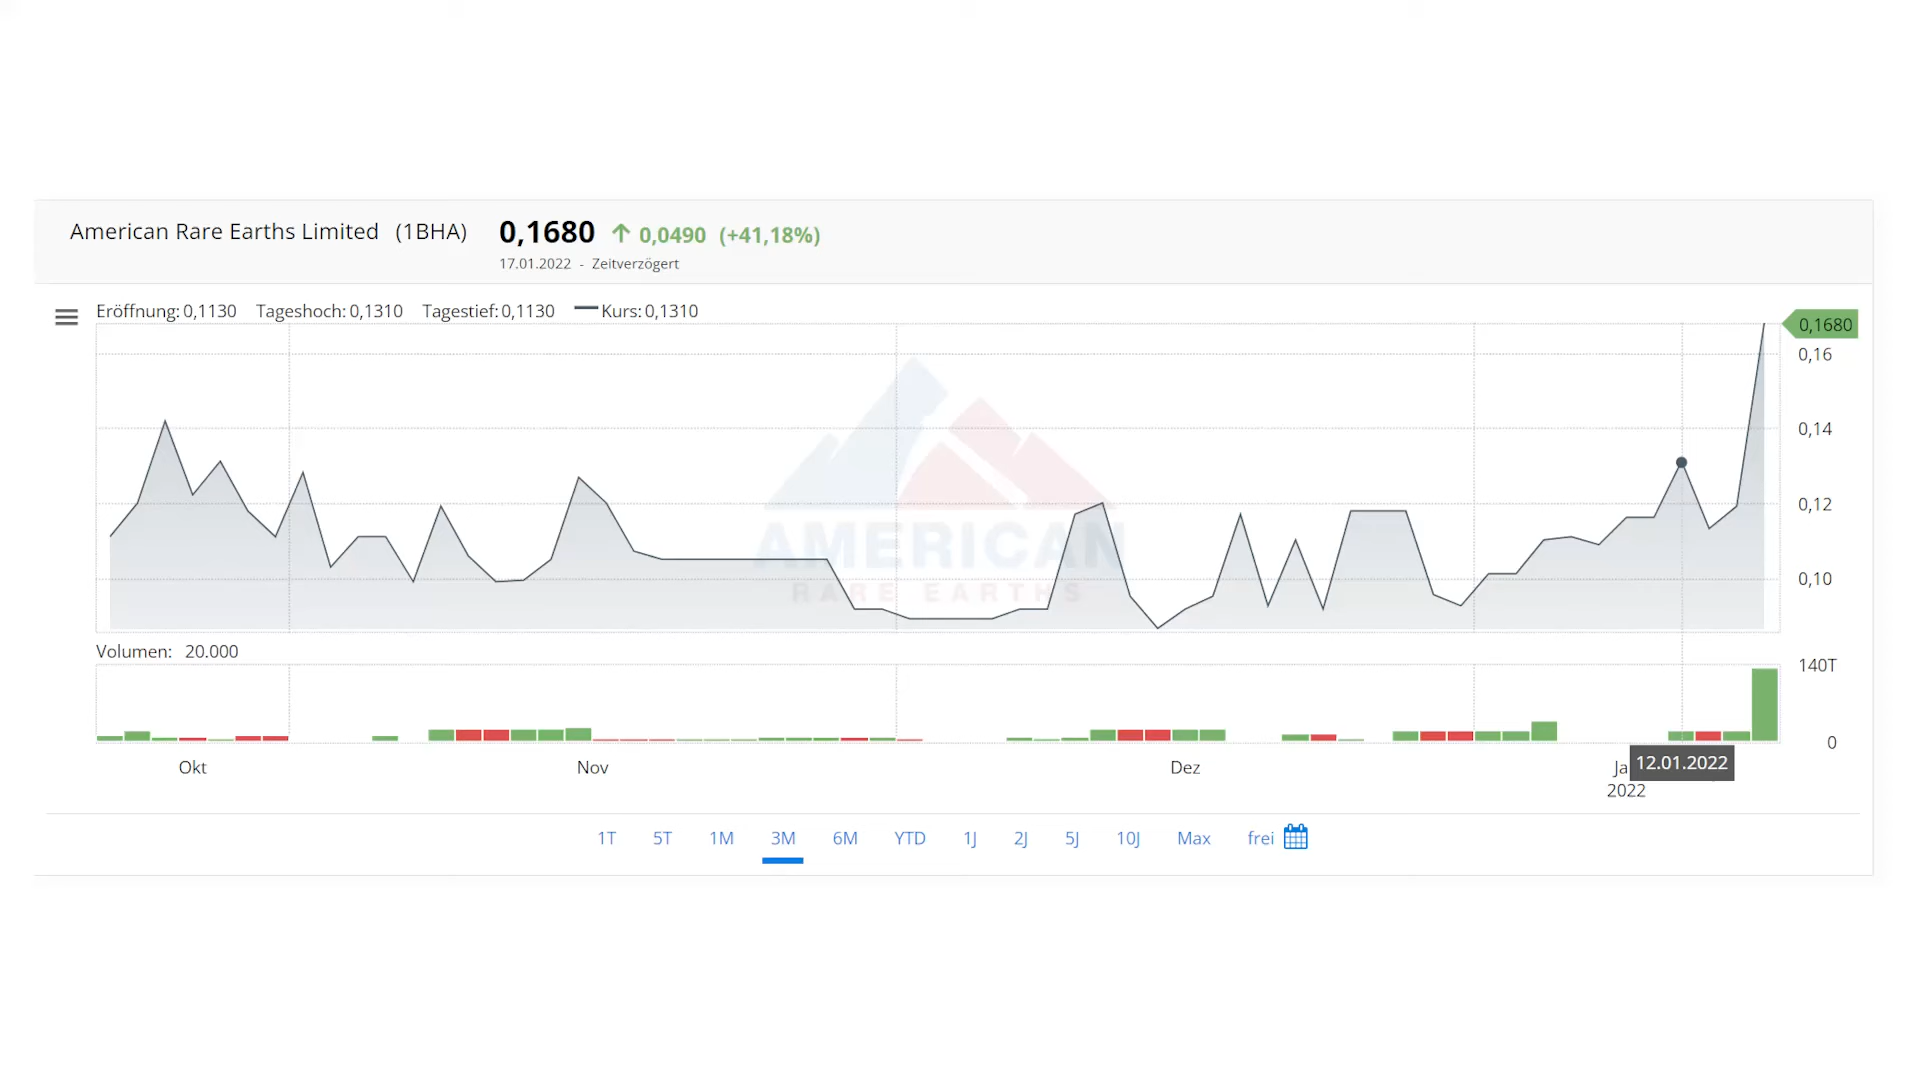 American Rare Earths Limited (1BHA) 0,1680 ↑ 0,0490 (+41,18%)
17.01.2022 - Zeitverzögert
Eröffnung: 0,1130 Tageshoch: 0,1310 Tagestief: 0,1130 Kurs: 0,1310
0,1680
0,16
0,14
0,12
0,10
AMERICAN
RARE EARTHS
Volumen: 20.000
140T
0
Okt Nov Dez Ja 12.01.2022
2022
1T 5T 1M 3M 6M YTD 1J 2J 5J 10J Max frei